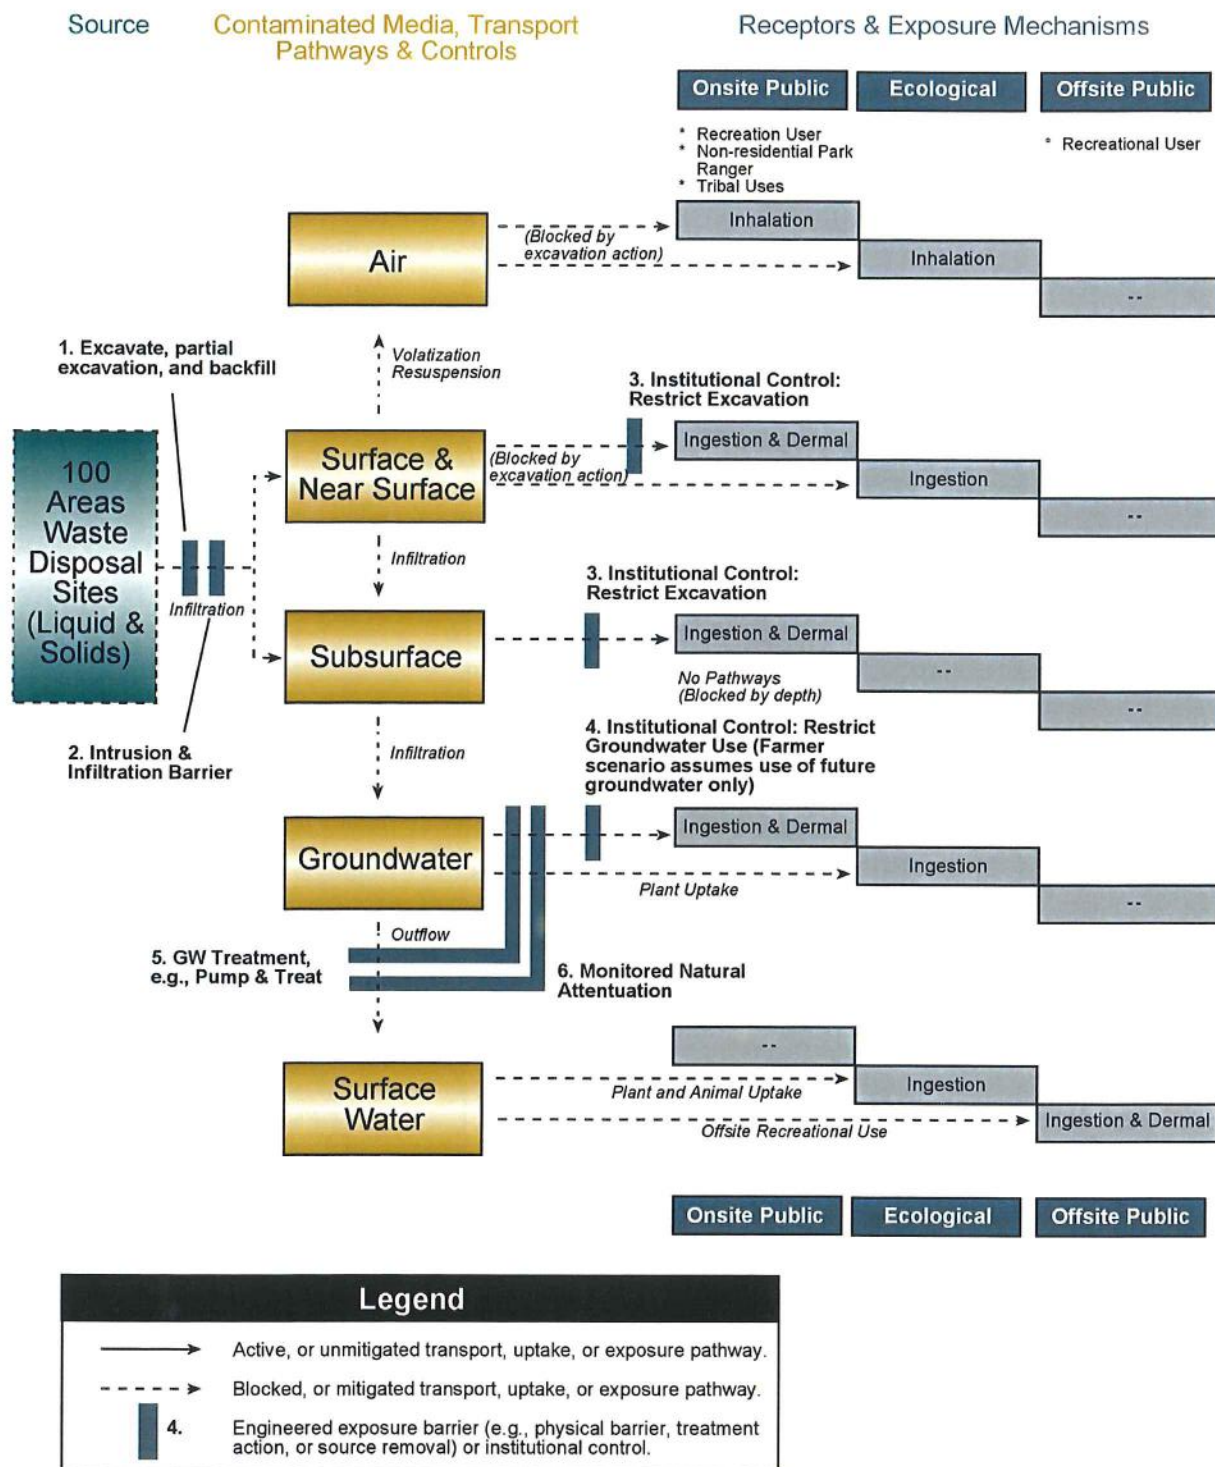 Source
Contaminated Media, Transport
Pathways & Controls
Receptors & Exposure Mechanisms
Onsite Public
Ecological
Offsite Public
* Recreation User
* Non-residential Park
Ranger
* Tribal Uses
* Recreational User
Air
(Blocked by
excavation action)
Inhalation
Inhalation
--
Volatization
Resuspension
1. Excavate, partial
excavation, and backfill
3. Institutional Control:
Restrict Excavation
100
Areas
Waste
Disposal
Sites
(Liquid &
Solids)
Infiltration
Surface &
Near Surface
(Blocked by
excavation action)
Ingestion & Dermal
Ingestion
--
Infiltration
3. Institutional Control:
Restrict Excavation
Subsurface
Ingestion & Dermal
--
--
No Pathways
(Blocked by depth)
2. Intrusion &
Infiltration Barrier
Infiltration
4. Institutional Control: Restrict
Groundwater Use (Farmer
scenario assumes use of future
groundwater only)
Groundwater
Ingestion & Dermal
Ingestion
--
Plant Uptake
Outflow
5. GW Treatment,
e.g., Pump & Treat
6. Monitored Natural
Attentuation
Surface
Water
--
Ingestion
Ingestion & Dermal
Plant and Animal Uptake
Offsite Recreational Use
Onsite Public
Ecological
Offsite Public
Legend
Active, or unmitigated transport, uptake, or exposure pathway.
Blocked, or mitigated transport, uptake, or exposure pathway.
4.
Engineered exposure barrier (e.g., physical barrier, treatment
action, or source removal) or institutional control.